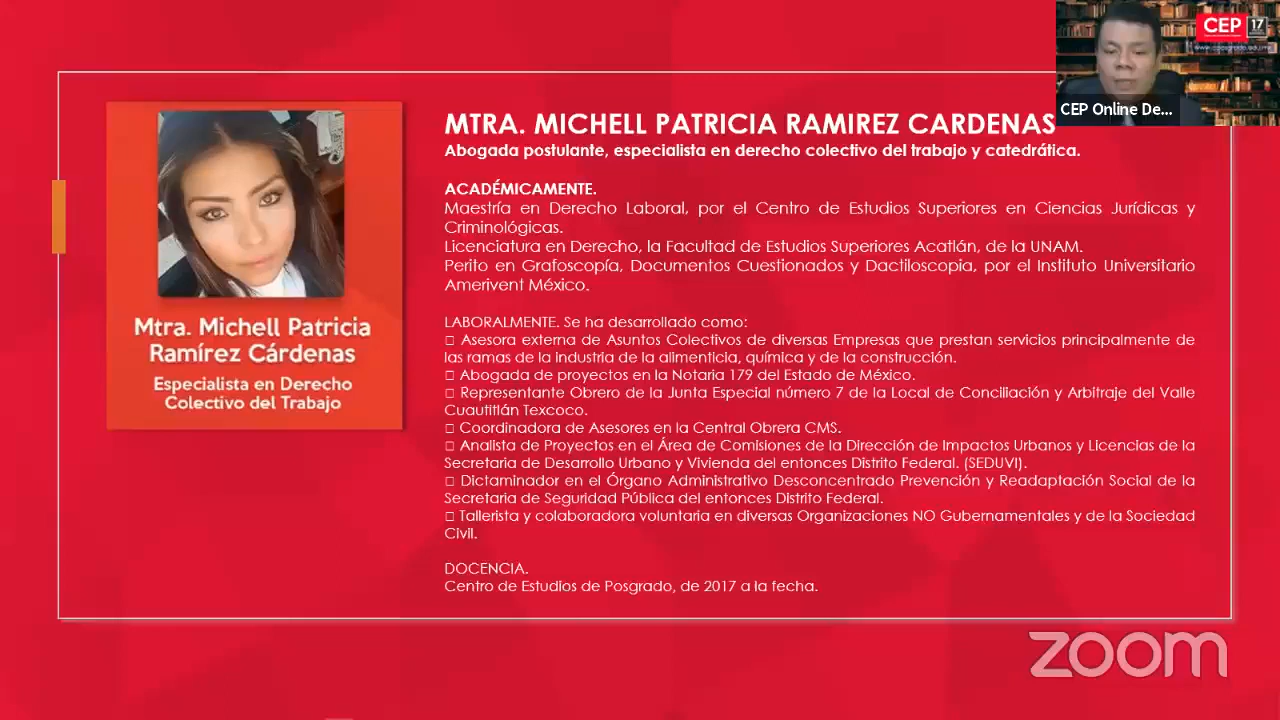 CEP 17
CEP Online De...
MTRA. MICHELL PATRICIA RAMIREZ CARDENAS
Abogada postulante, especialista en derecho colectivo del trabajo y catedrática.
ACADÉMICAMENTE.
Maestría en Derecho Laboral, por el Centro de Estudios Superiores en Ciencias Jurídicas y
Criminológicas.
Licenciatura en Derecho, la Facultad de Estudios Superiores Acatlán, de la UNAM.
Perito en Grafoscopía, Documentos Cuestionados y Dactiloscopia, por el Instituto Universitario
Amerivent México.
LABORALMENTE. Se ha desarrollado como:
□ Asesora externa de Asuntos Colectivos de diversas Empresas que prestan servicios principalmente de
las ramas de la industria de la alimenticia, química y de la construcción.
□ Abogada de proyectos en la Notaria 179 del Estado de México.
□ Representante Obrero de la Junta Especial número 7 de la Local de Conciliación y Arbitraje del Valle
Cuautitlán Texcoco.
□ Coordinadora de Asesores en la Central Obrera CMS.
□ Analista de Proyectos en el Área de Comisiones de la Dirección de Impactos Urbanos y Licencias de la
Secretaria de Desarrollo Urbano y Vivienda del entonces Distrito Federal. (SEDUVI).
□ Dictaminador en el Órgano Administrativo Desconcentrado Prevención y Readaptación Social de la
Secretaria de Seguridad Pública del entonces Distrito Federal.
□ Tallerista y colaboradora voluntaria en diversas Organizaciones NO Gubernamentales y de la Sociedad
Civil.
DOCENCIA.
Centro de Estudios de Posgrado, de 2017 a la fecha.
Mtra. Michell Patricia
Ramírez Cárdenas
Especialista en Derecho
Colectivo del Trabajo
zoom